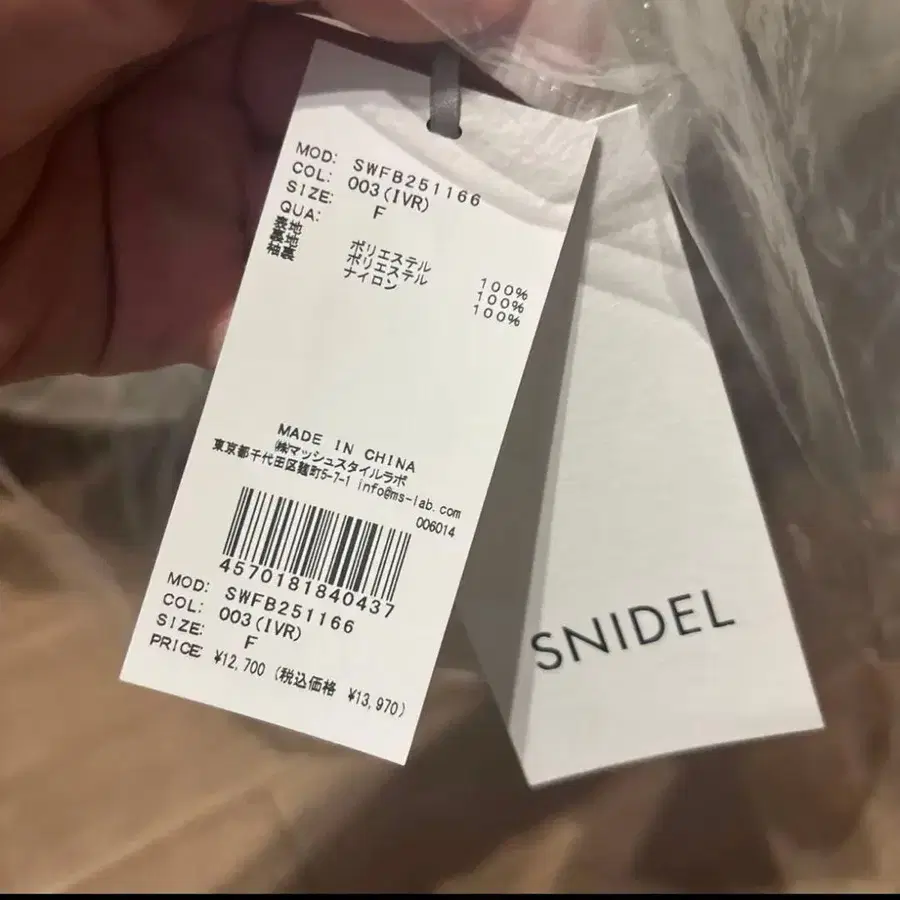 MOD: SWFB251166
COL: 003(IVR)
SIZE: F
QUA:
表地 ポリエステル 100%
裏地 ポリエステル 100%
袖裏 ナイロン 100%
MADE IN CHINA
㈱マッシュスタイルラボ
東京都千代田区麹町5-7-1 info@ms-lab.com
006014
4570181840437
MOD: SWFB251166
COL: 003(IVR)
SIZE: F
PRICE: ¥12,700 (税込価格 ¥13,970)
SNIDEL